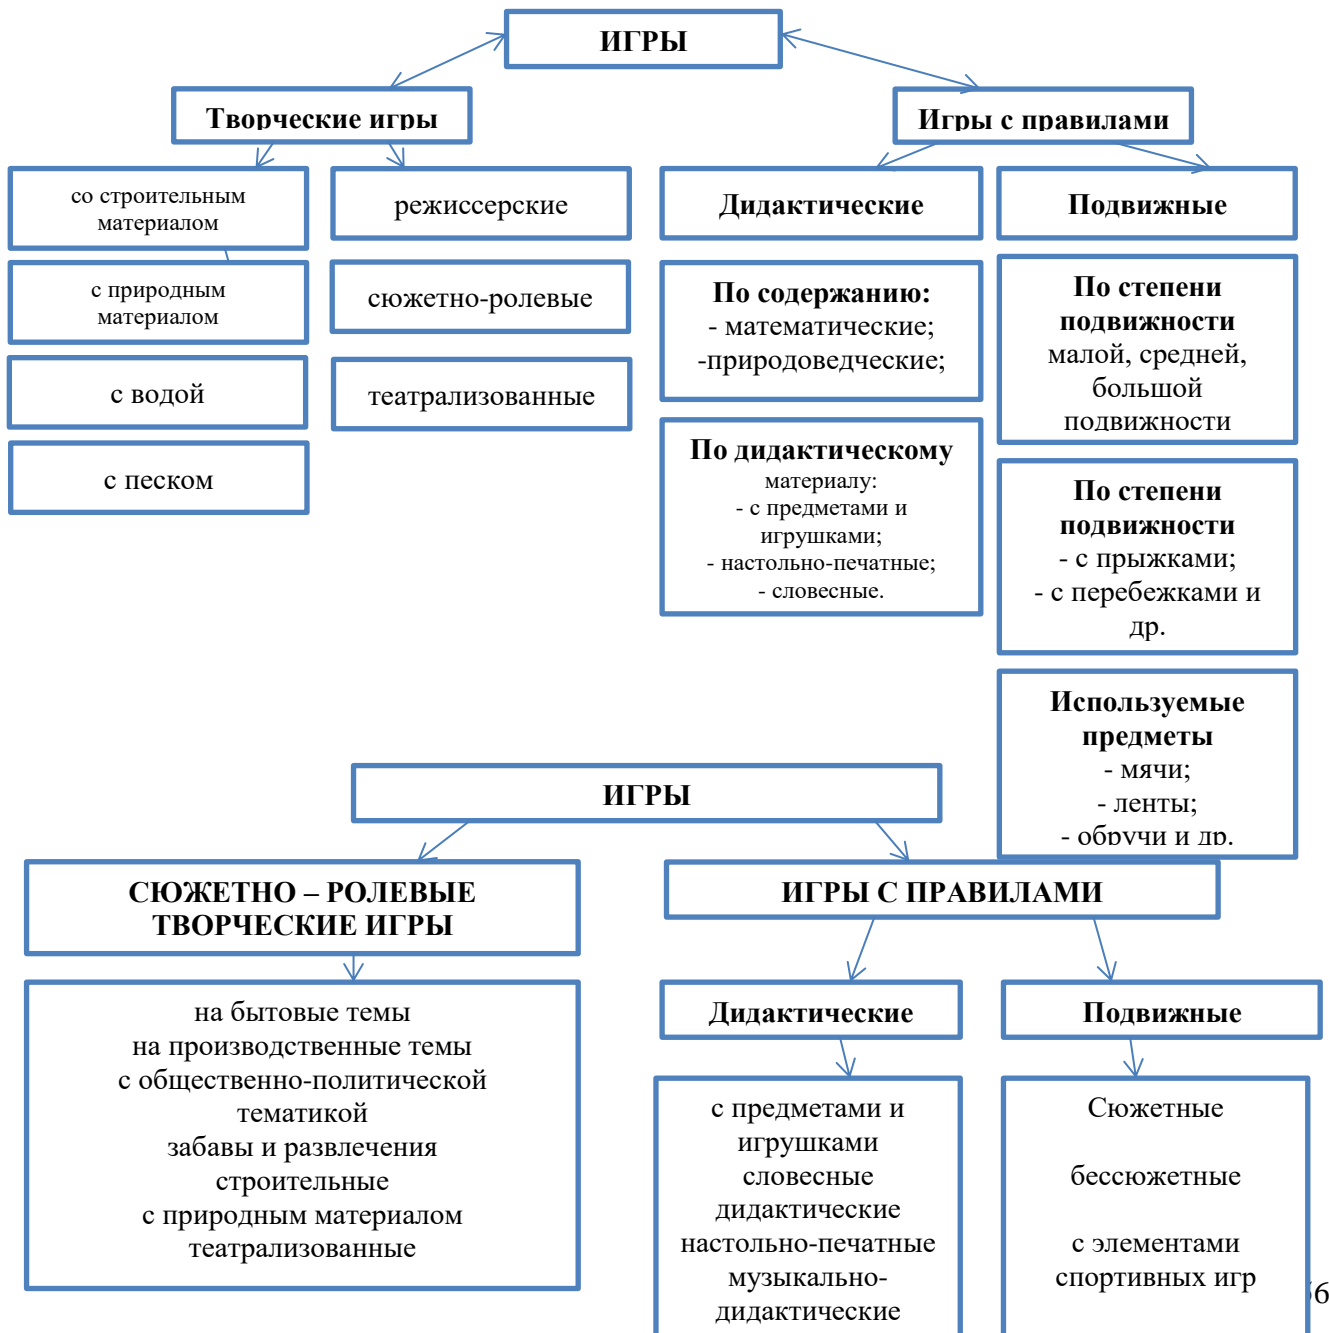 ИГРЫ
Творческие игры
Игры с правилами
со строительным
материалом
режиссерские
Дидактические
Подвижные
с природным
материалом
сюжетно-ролевые
По содержанию:
- математические;
-природоведческие;
По степени
подвижности
малой, средней,
большой
подвижности
с водой
театрализованные
с песком
По дидактическому
материалу:
- с предметами и
игрушками;
- настольно-печатные;
- словесные.
По степени
подвижности
- с прыжками;
- с перебежками и
др.
Используемые
предметы
- мячи;
- ленты;
- обручи и др.
ИГРЫ
СЮЖЕТНО – РОЛЕВЫЕ
ТВОРЧЕСКИЕ ИГРЫ
ИГРЫ С ПРАВИЛАМИ
на бытовые темы
на производственные темы
с общественно-политической
тематикой
забавы и развлечения
строительные
с природным материалом
театрализованные
Дидактические
Подвижные
с предметами и
игрушками
словесные
дидактические
настольно-печатные
музыкально-
дидактические
Сюжетные
бессюжетные
с элементами
спортивных игр